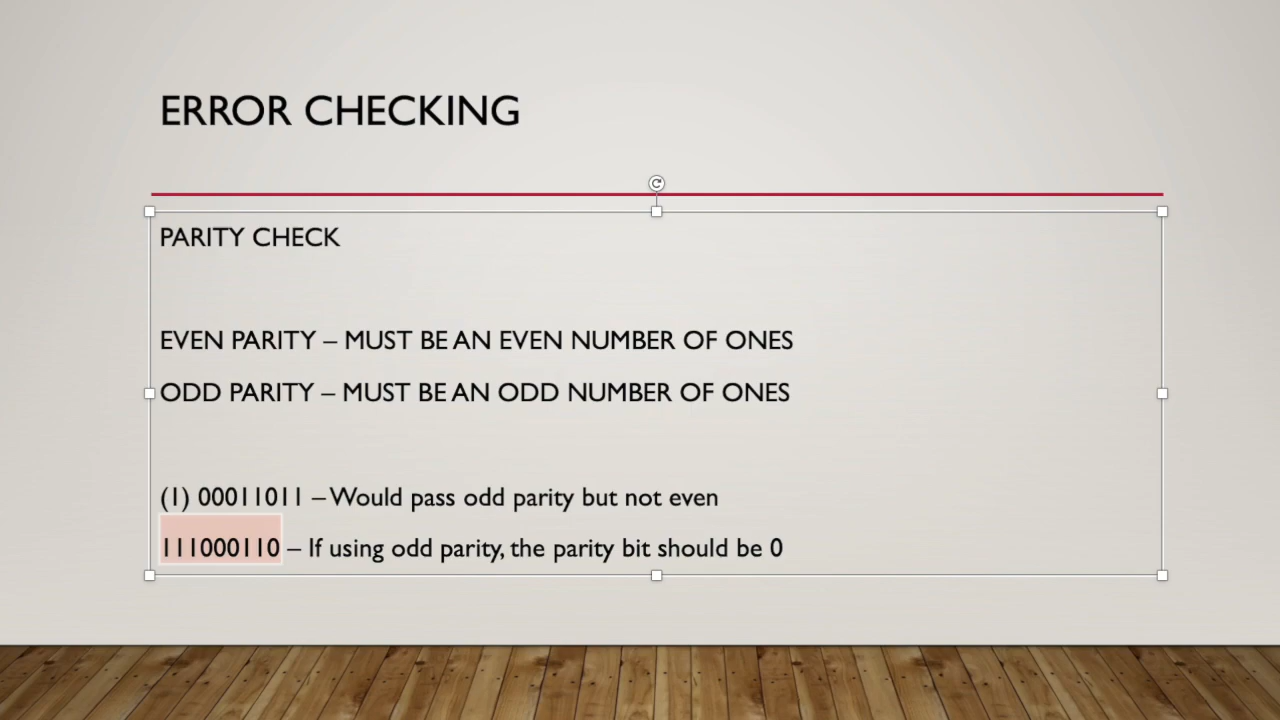 ERROR CHECKING
PARITY CHECK
EVEN PARITY – MUST BE AN EVEN NUMBER OF ONES
ODD PARITY – MUST BE AN ODD NUMBER OF ONES
(1) 00011011 – Would pass odd parity but not even
111000110 – If using odd parity, the parity bit should be 0